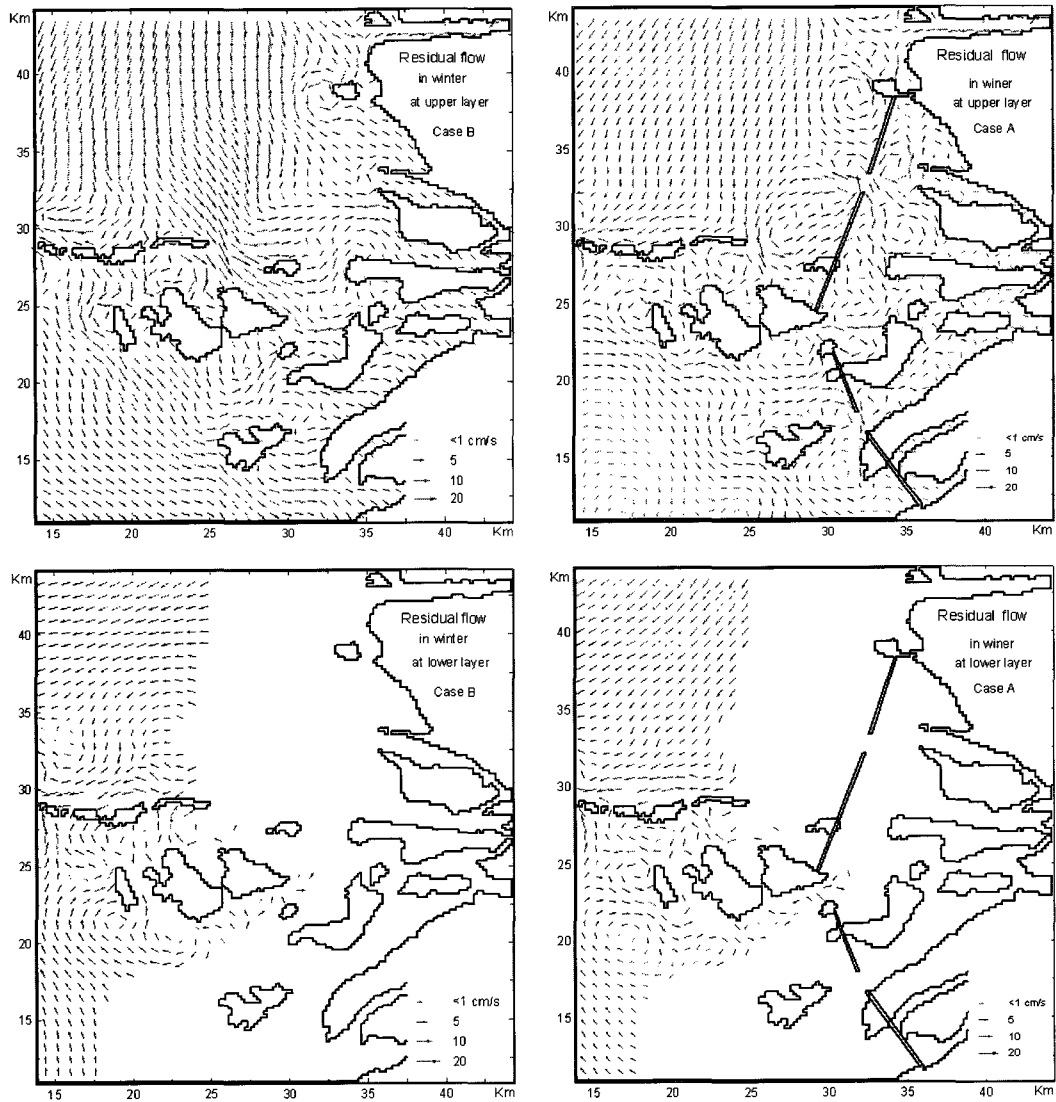 Km
40
35
30
25
20
15
Residual flow
in winter
at upper layer
Case B
<1 cm/s
5
10
20
15 20 25 30 35 Km
Km
40
35
30
25
20
15
Residual flow
in winer
at upper layer
Case A
<1 cm/s
5
10
20
15 20 25 30 35 40 Km
Km
40
35
30
25
20
15
Residual flow
in winter
at lower layer
Case B
<1 cm/s
5
10
20
15 20 25 30 35 40 Km
Km
40
35
30
25
20
15
Residual flow
in winer
at lower layer
Case A
<1 cm/s
5
10
20
15 20 25 30 35 40 Km